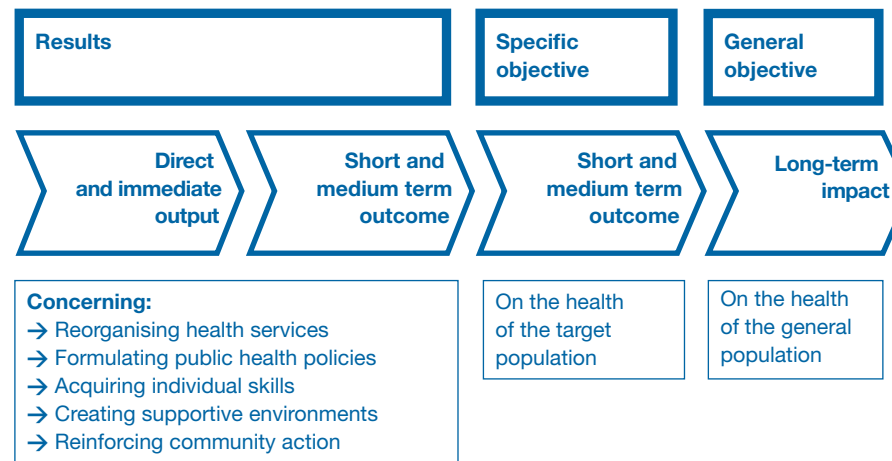 Results
Specific
objective
General
objective
Direct
and immediate
output
Short and
medium term
outcome
Short and
medium term
outcome
Long-term
impact
Concerning:
→ Reorganising health services
→ Formulating public health policies
→ Acquiring individual skills
→ Creating supportive environments
→ Reinforcing community action
On the health
of the target
population
On the health
of the general
population